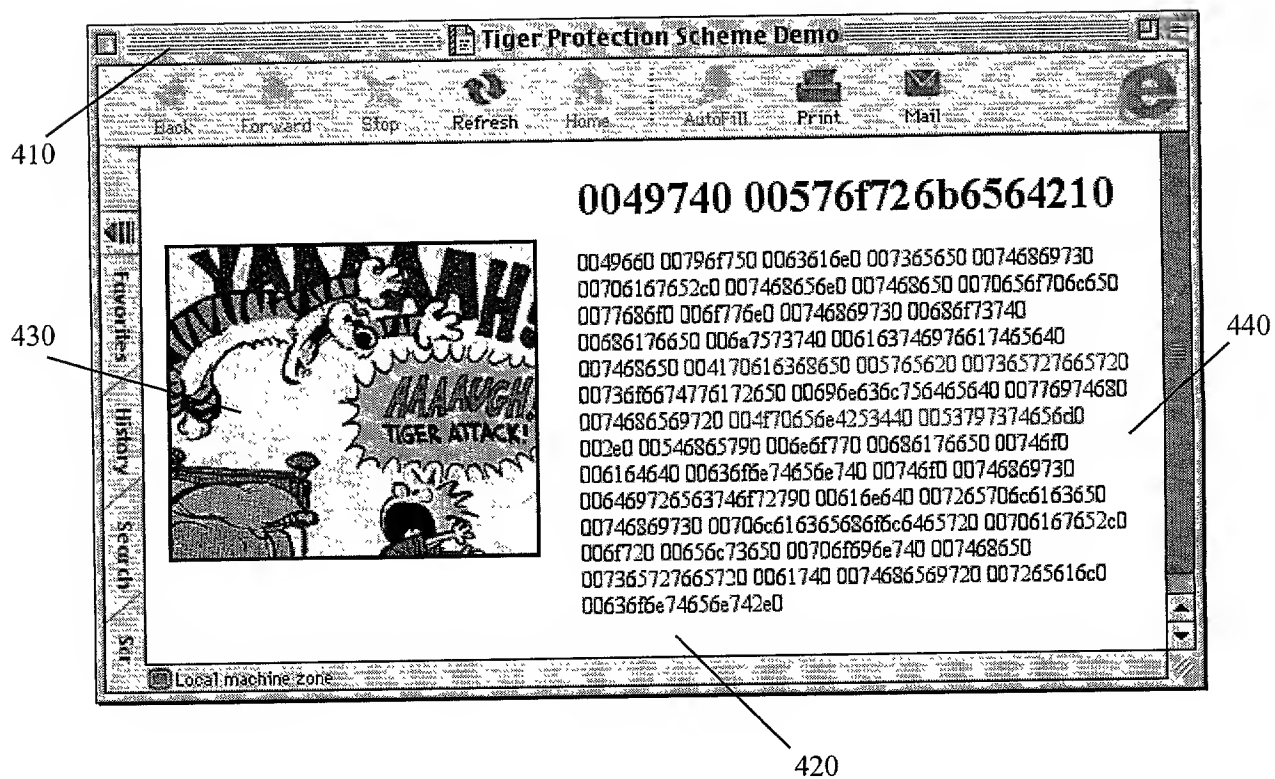 Tiger Protection Scheme Demo
Back Forward Stop Refresh Home AutoFill Print Mail
410
0049740 00576f726b6564210
0049660 00796f750 0063616e0 007365650 00746869730
00706167652c0 007468656e0 007468650 0070656f706c650
0077686f0 006f776e0 00746869730 00686f73740
00686176650 006a7573740 006163746976617465640
007468650 004170616368650 005765620 007365727665720
00736f6674776172650 00696e636c756465640 00776974680
0074686569720 004f70656e4253440 0053797374656d0
002e0 00546865790 006e6f770 00686176650 00746f0
006164640 00636f6e74656e740 00746f0 00746869730
006469726563746f72790 00616e640 007265706c6163650
00746869730 00706c616365686f6c6465720 00706167652c0
006f720 00656c73650 00706f696e740 007468650
007365727665720 0061740 0074686569720 007265616c0
00636f6e74656e742e0
430
440
Favorites
History
Search
AAAAUGH!
TIGER ATTACK!
Local machine zone
420